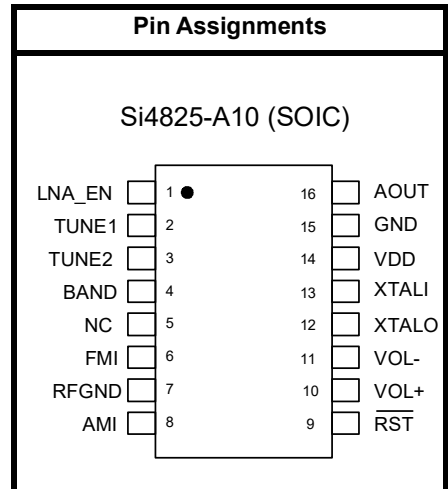 Pin Assignments
Si4825-A10 (SOIC)
LNA_EN 1 16 AOUT
TUNE1 2 15 GND
TUNE2 3 14 VDD
BAND 4 13 XTALI
NC 5 12 XTALO
FMI 6 11 VOL-
RFGND 7 10 VOL+
AMI 8 9 RST